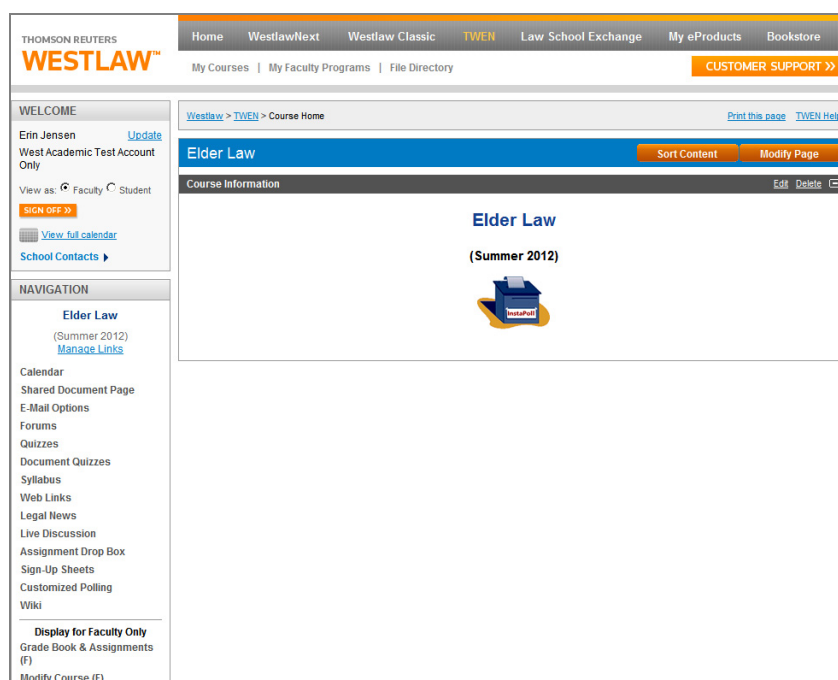 THOMSON REUTERS
WESTLAW™
Home WestlawNext Westlaw Classic TWEN Law School Exchange My eProducts Bookstore
My Courses | My Faculty Programs | File Directory
CUSTOMER SUPPORT »
WELCOME
Erin Jensen Update
West Academic Test Account
Only
View as: Faculty Student
SIGN OFF »
View full calendar
School Contacts
NAVIGATION
Elder Law
(Summer 2012)
Manage Links
Calendar
Shared Document Page
E-Mail Options
Forums
Quizzes
Document Quizzes
Syllabus
Web Links
Legal News
Live Discussion
Assignment Drop Box
Sign-Up Sheets
Customized Polling
Wiki
Display for Faculty Only
Grade Book & Assignments
(F)
Modify Course (F)
Westlaw > TWEN > Course Home
Print this page TWEN Help
Elder Law
Sort Content Modify Page
Course Information
Edit Delete
Elder Law
(Summer 2012)
InstaPoll